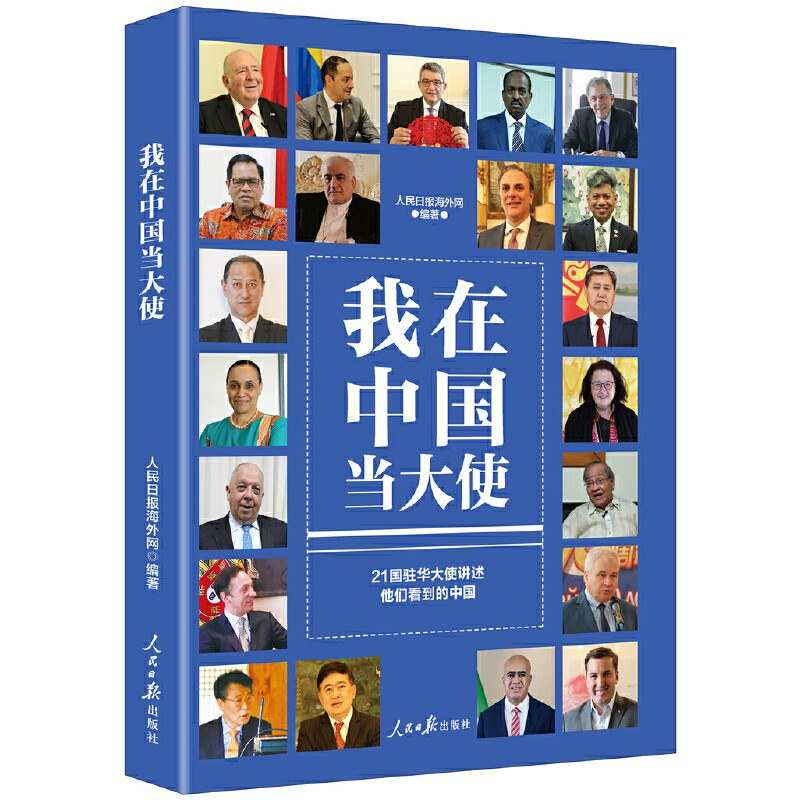 我在中国当大使
人民日报海外网◎编著
人民日报出版社
人民日报海外网
◎编著◎
我在
中国
当大使
21国驻华大使讲述
他们看到的中国
人民日报出版社